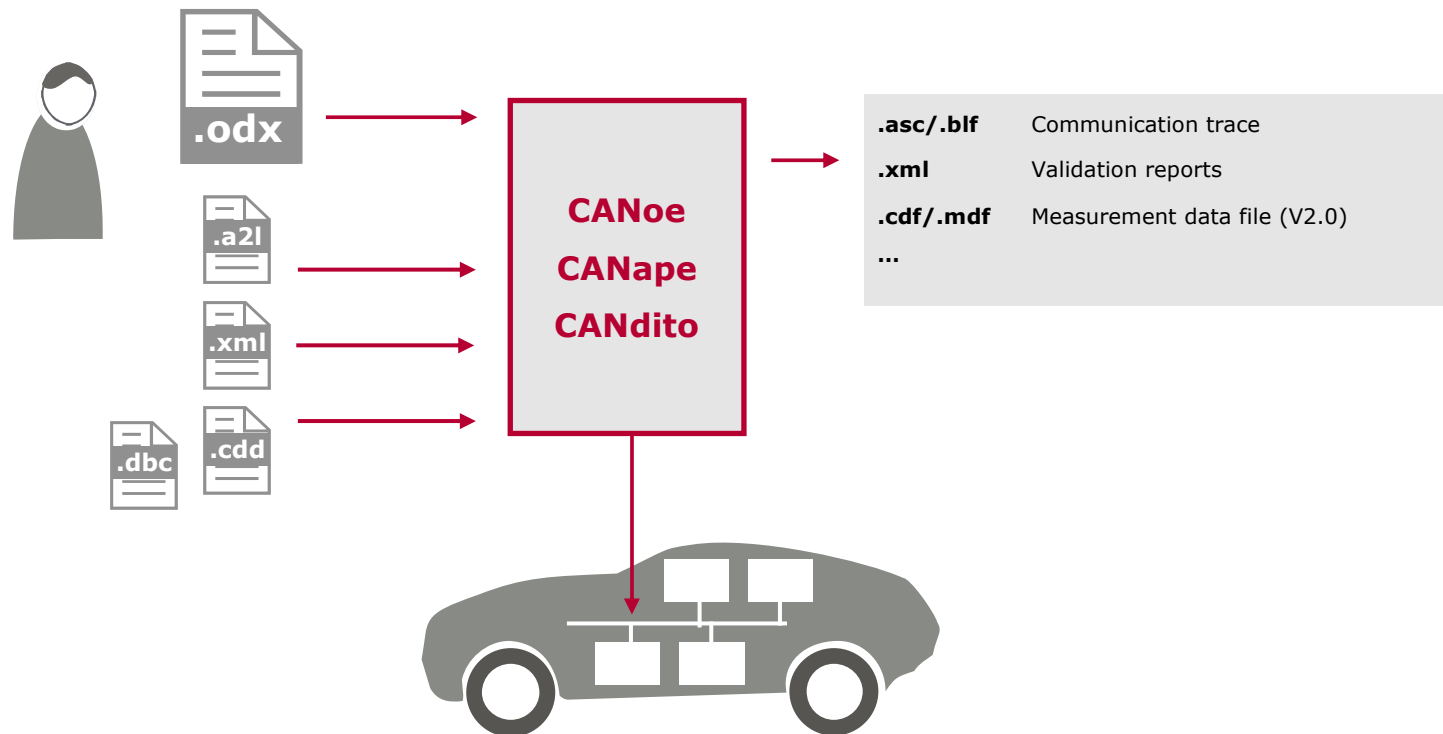 .odx
.a2l
.xml
.cdd
.dbc
CANoe
CANape
CANdito
.asc/.blf Communication trace
.xml Validation reports
.cdf/.mdf Measurement data file (V2.0)
...